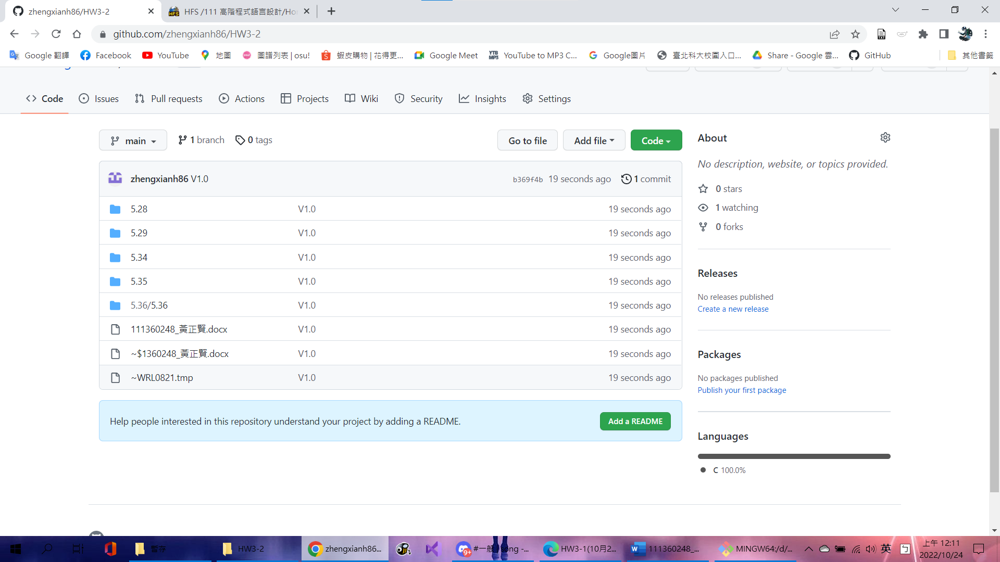 zhengxianh86/HW3-2
HFS /111 高階程式語言設計/Ho
github.com/zhengxianh86/HW3-2
Google 翻譯
Facebook
YouTube
地圖
圖譜列表 | osu!
蝦皮購物 | 花得更...
Google Meet
YouTube to MP3 C...
Google圖片
臺北科大校園入口...
Share - Google 雲...
GitHub
其他書籤
Code
Issues
Pull requests
Actions
Projects
Wiki
Security
Insights
Settings
main
1 branch
0 tags
Go to file
Add file
Code
zhengxianh86 V1.0
b369f4b 19 seconds ago
1 commit
5.28 V1.0 19 seconds ago
5.29 V1.0 19 seconds ago
5.34 V1.0 19 seconds ago
5.35 V1.0 19 seconds ago
5.36/5.36 V1.0 19 seconds ago
111360248_黃正賢.docx V1.0 19 seconds ago
~$1360248_黃正賢.docx V1.0 19 seconds ago
~WRL0821.tmp V1.0 19 seconds ago
Help people interested in this repository understand your project by adding a README.
Add a README
About
No description, website, or topics provided.
0 stars
1 watching
0 forks
Releases
No releases published
Create a new release
Packages
No packages published
Publish your first package
Languages
C 100.0%
暫存
HW3-2
zhengxianh86...
9+
#一般 | song -...
HW3-1(10月2...
111360248_...
MINGW64:/d/...
英
ㄅ
上午 12:11
2022/10/24